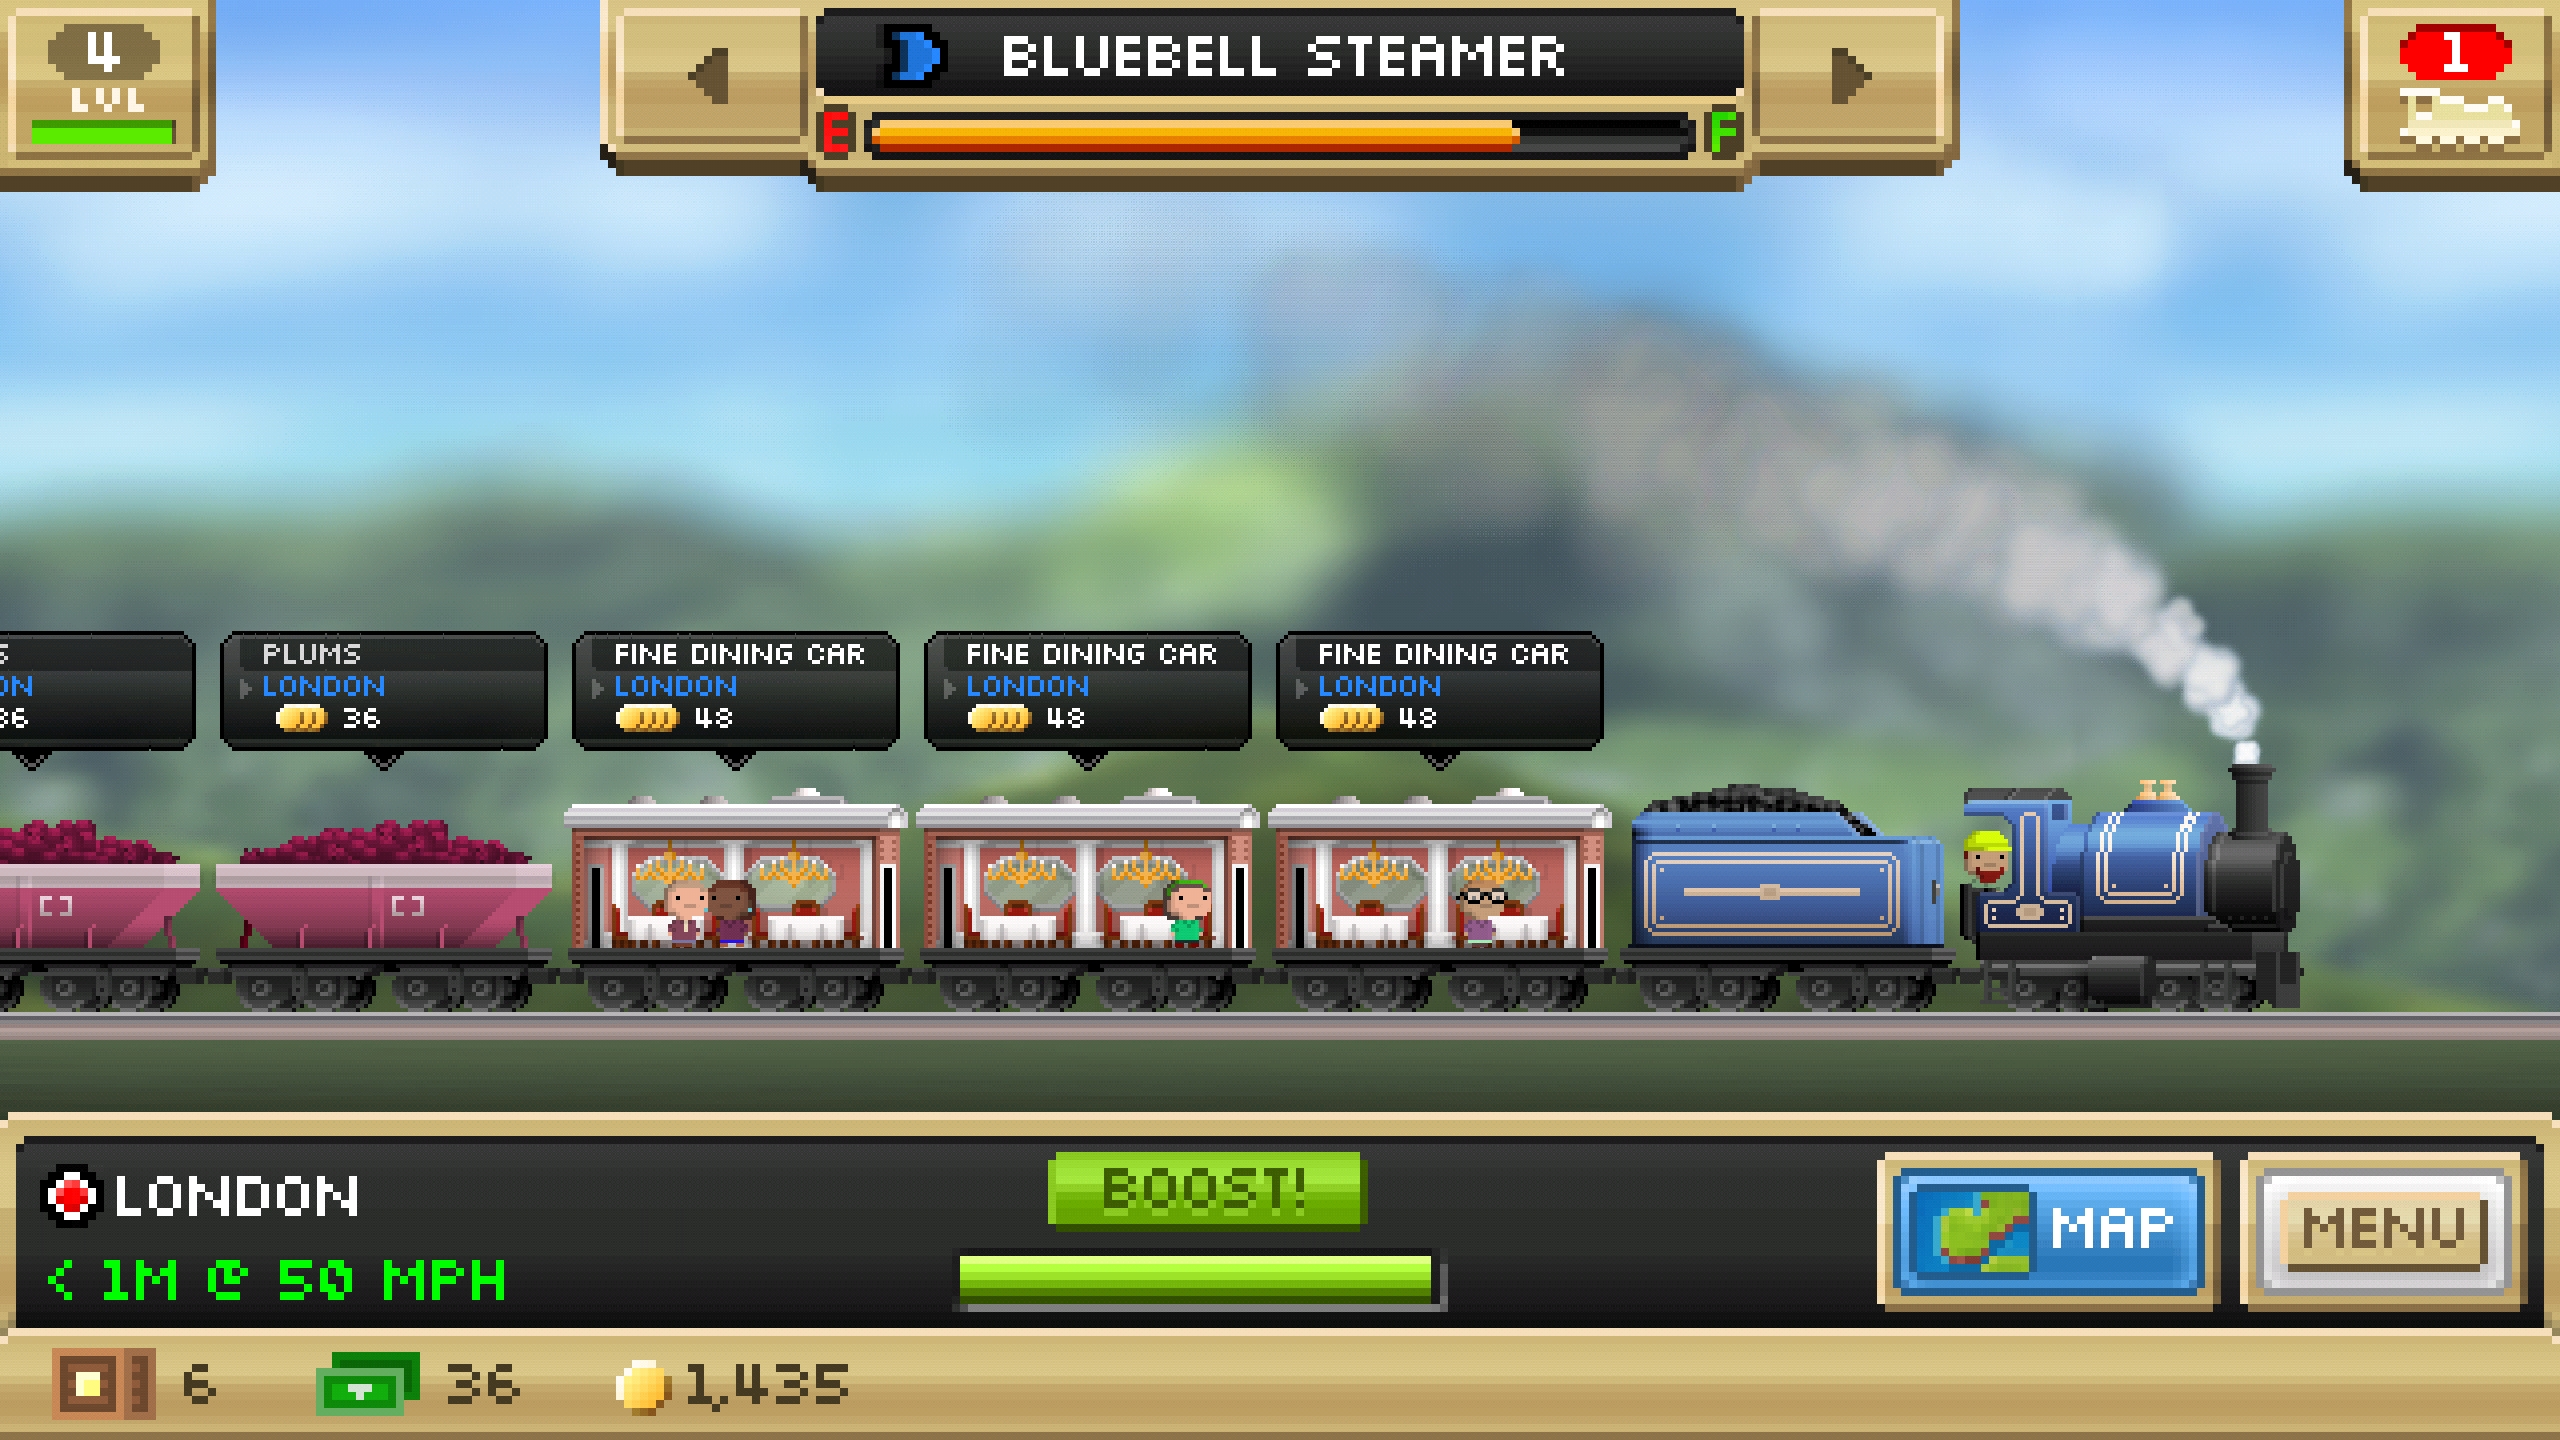 4
LVL
BLUEBELL STEAMER
E F
1
PLUMS
LONDON
36
FINE DINING CAR
LONDON
48
FINE DINING CAR
LONDON
48
FINE DINING CAR
LONDON
48
LONDON
< 1M @ 50 MPH
BOOST!
MAP
MENU
6
36
1,435